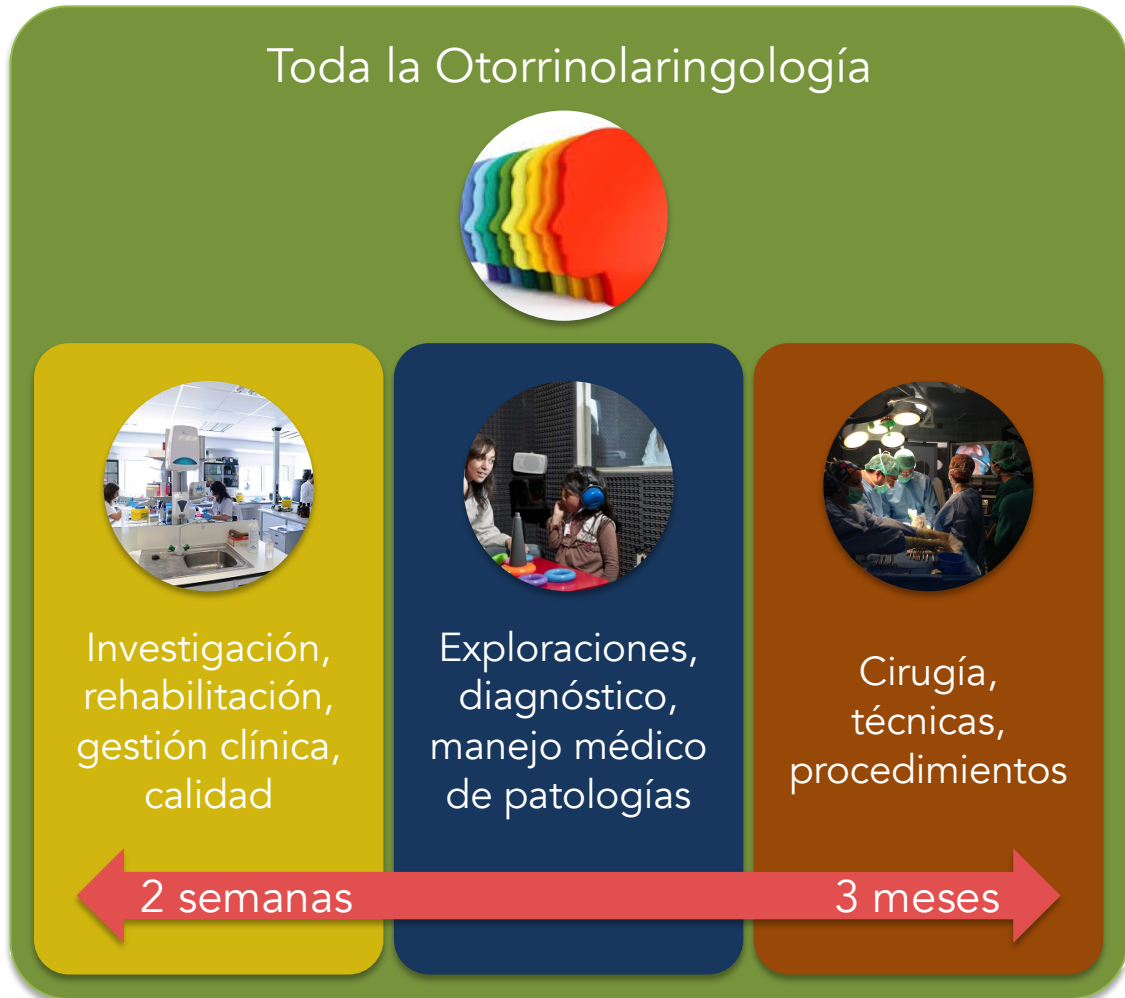 Toda la Otorrinolaringología
Investigación,
rehabilitación,
gestión clínica,
calidad
Exploraciones,
diagnóstico,
manejo médico
de patologías
Cirugía,
técnicas,
procedimientos
2 semanas
3 meses